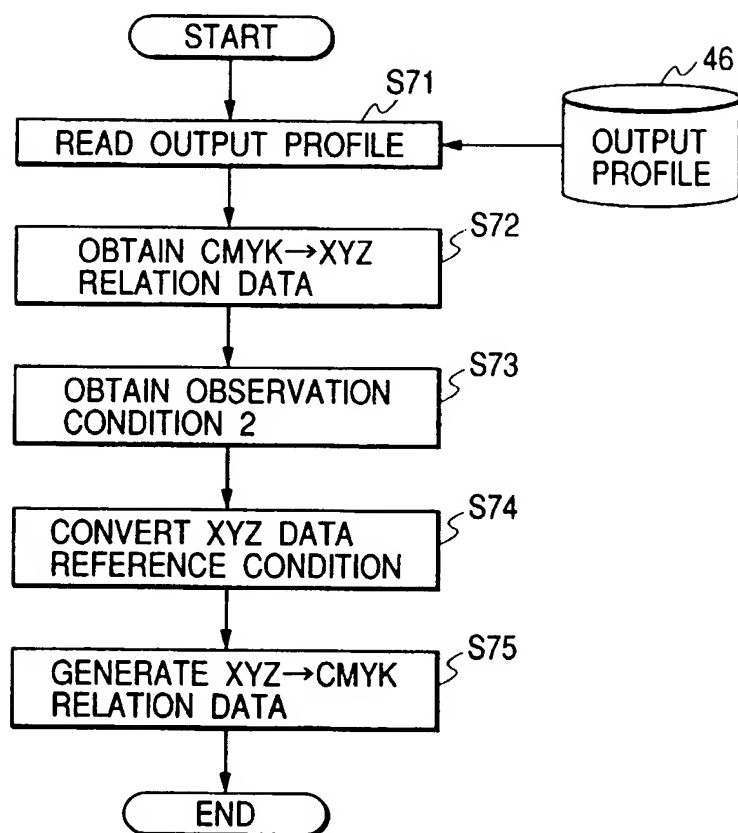 START
S71
46
READ OUTPUT PROFILE
OUTPUT
PROFILE
S72
OBTAIN CMYK→XYZ
RELATION DATA
S73
OBTAIN OBSERVATION
CONDITION 2
S74
CONVERT XYZ DATA
REFERENCE CONDITION
S75
GENERATE XYZ→CMYK
RELATION DATA
END